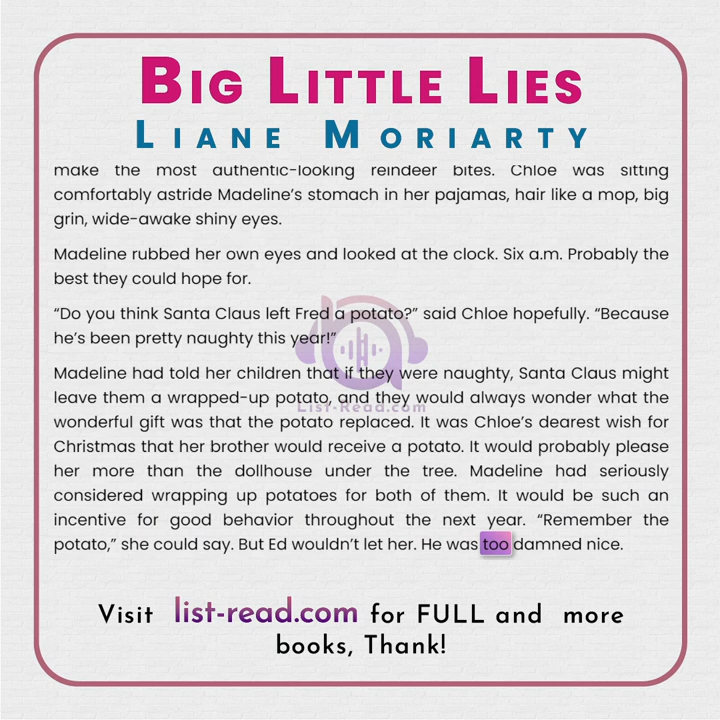 BIG LITTLE LIES
LIANE MORIARTY
make the most authentic-looking reindeer bites. Chloe was sitting
comfortably astride Madeline's stomach in her pajamas, hair like a mop, big
grin, wide-awake shiny eyes.
Madeline rubbed her own eyes and looked at the clock. Six a.m. Probably the
best they could hope for.
“Do you think Santa Claus left Fred a potato?” said Chloe hopefully. “Because
he's been pretty naughty this year!”
Madeline had told her children that if they were naughty, Santa Claus might
leave them a wrapped-up potato, and they would always wonder what the
List-Read.com
wonderful gift was that the potato replaced. It was Chloe's dearest wish for
Christmas that her brother would receive a potato. It would probably please
her more than the dollhouse under the tree. Madeline had seriously
considered wrapping up potatoes for both of them. It would be such an
incentive for good behavior throughout the next year. “Remember the
potato,” she could say. But Ed wouldn't let her. He was too damned nice.
Visit list-read.com for FULL and more
books, Thank!